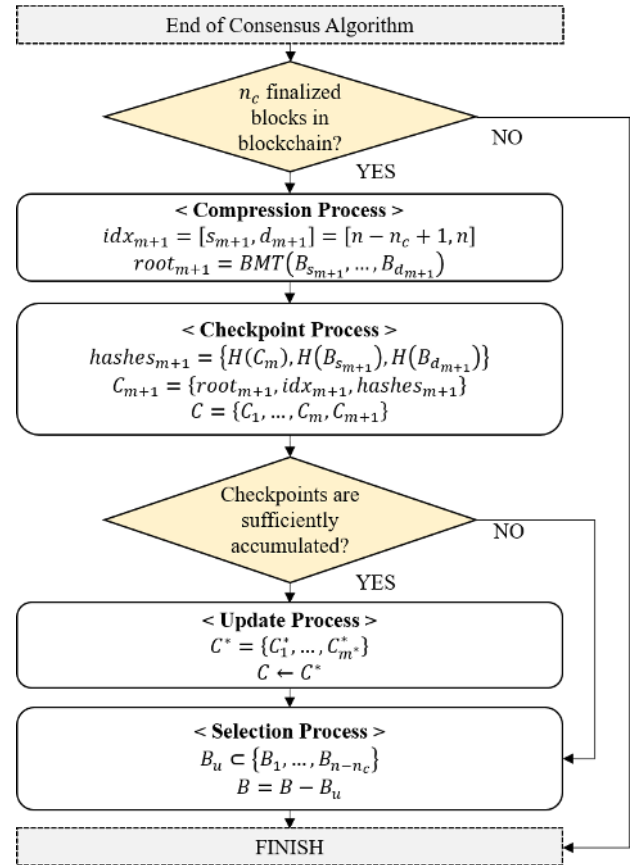 End of Consensus Algorithm
n_c finalized
blocks in
blockchain?
NO
YES
< Compression Process >
idx_{m+1} = [s_{m+1}, d_{m+1}] = [n − n_c + 1, n]
root_{m+1} = BMT(B_{s_{m+1}}, … , B_{d_{m+1}})
< Checkpoint Process >
hashes_{m+1} = {H(C_m), H(B_{s_{m+1}}), H(B_{d_{m+1}})}
C_{m+1} = {root_{m+1}, idx_{m+1}, hashes_{m+1}}
C = {C_1, … , C_m, C_{m+1}}
Checkpoints are
sufficiently
accumulated?
NO
YES
< Update Process >
C^* = {C_1^*, … , C_{m^*}^*}
C ← C^*
< Selection Process >
B_u ⊂ {B_1, … , B_{n−n_c}}
B = B − B_u
FINISH